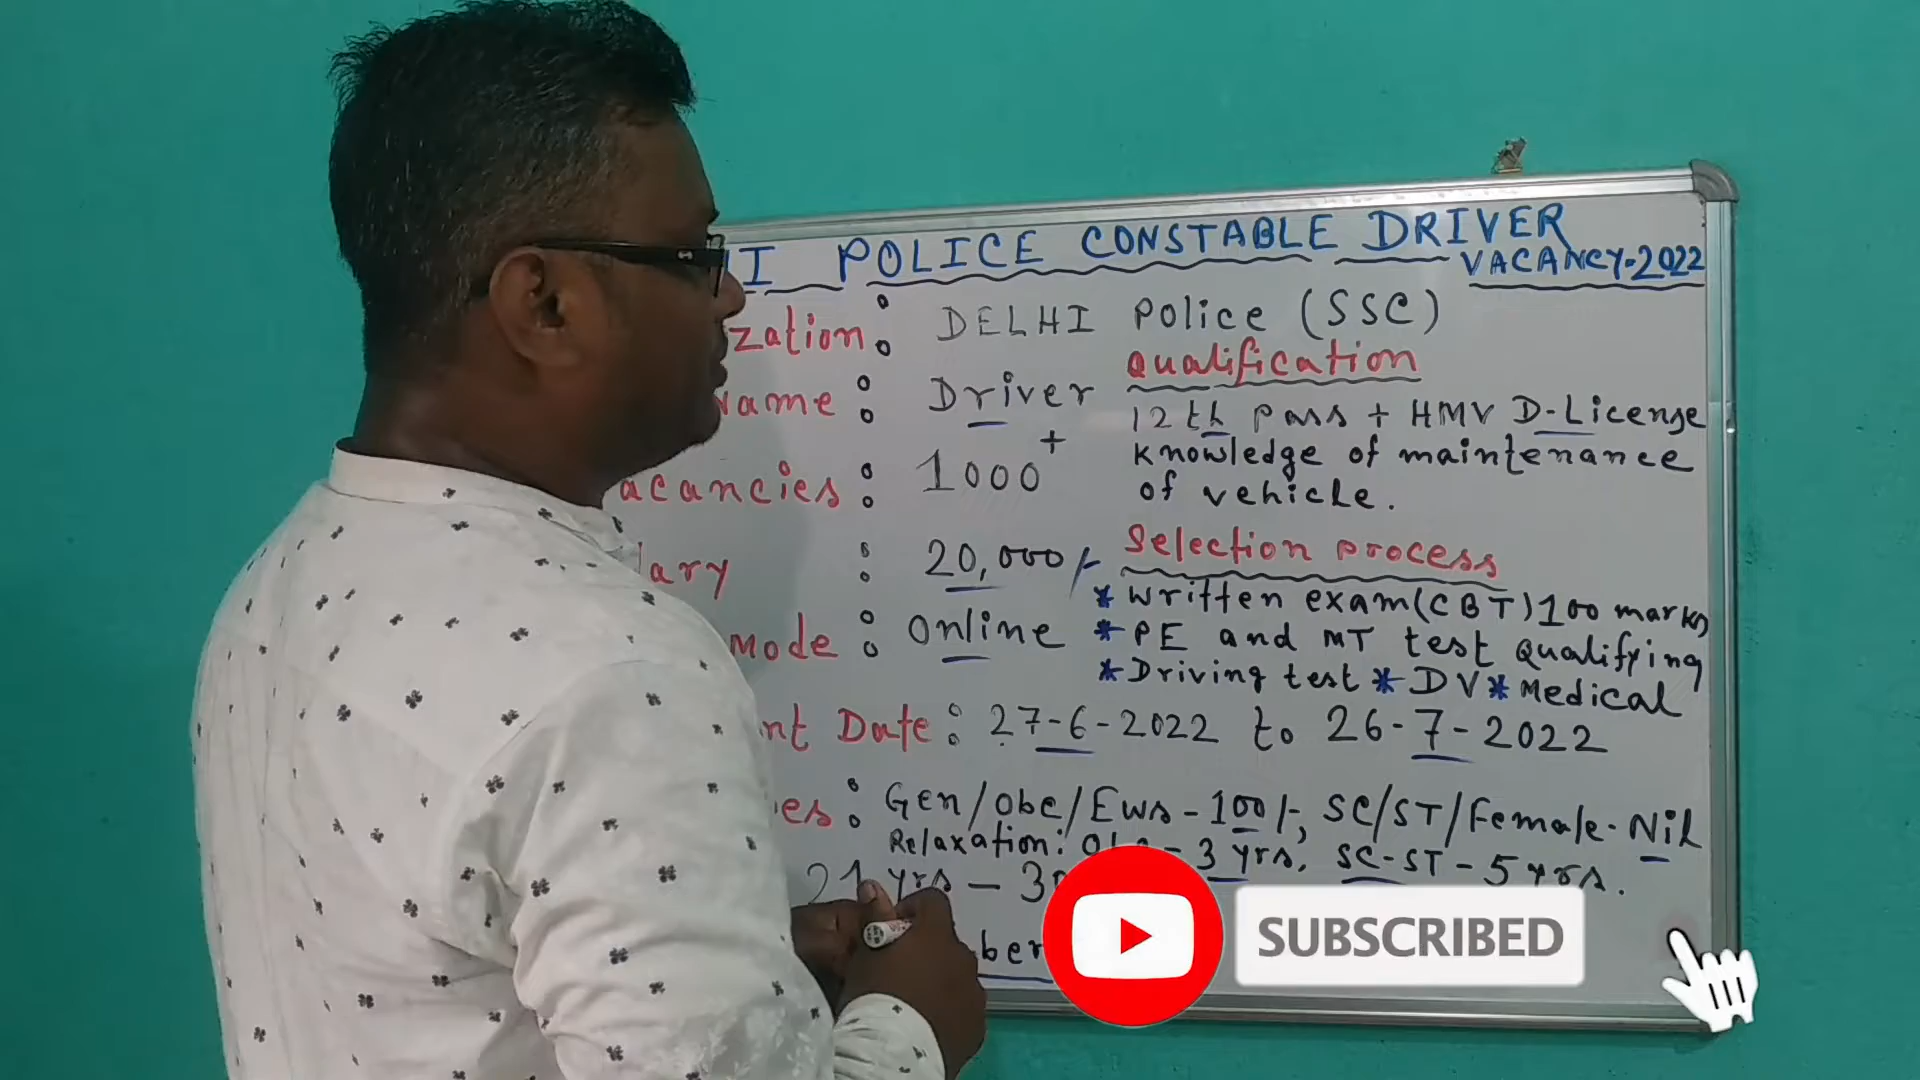 I POLICE CONSTABLE DRIVER
VACANCY-2022
zation : DELHI Police (SSC)
Qualification
Name : Driver
12th pass + HMV D-License
knowledge of maintenance
of vehicle.
acancies : 1000+
Selection process
lary : 20,000/-
* Written exam(CBT)100 marks
mode : Online
* PE and MT test qualifying
* Driving test * DV * Medical
nt Date : 27-6-2022 to 26-7-2022
es : Gen/Obc/Ews - 100/-, SC/ST/Female - Nil
Relaxation: - 3 yrs, SC-ST - 5 yrs.
21 yrs -
ber
SUBSCRIBED